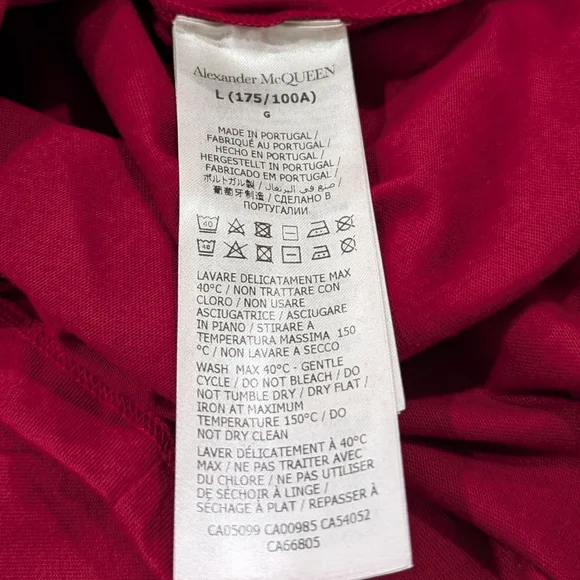 Alexander McQUEEN
L (175/100A)
G
MADE IN PORTUGAL /
FABRIQUÉ AU PORTUGAL /
HECHO EN PORTUGAL /
HERGESTELLT IN PORTUGAL /
FABRICADO EM PORTUGAL /
ポルトガル製 / صنع في البرتغال /
葡萄牙制造 / СДЕЛАНО В
ПОРТУГАЛИИ
40
40
LAVARE DELICATAMENTE MAX
40°C / NON TRATTARE CON
CLORO / NON USARE
ASCIUGATRICE / ASCIUGARE
IN PIANO / STIRARE A
TEMPERATURA MASSIMA 150
°C / NON LAVARE A SECCO
WASH MAX 40°C - GENTLE
CYCLE / DO NOT BLEACH / DO
NOT TUMBLE DRY / DRY FLAT /
IRON AT MAXIMUM
TEMPERATURE 150°C / DO
NOT DRY CLEAN
LAVER DÉLICATEMENT À 40°C
MAX / NE PAS TRAITER AVEC
DU CHLORE / NE PAS UTILISER
DE SÉCHOIR À LINGE /
SÉCHAGE À PLAT / REPASSER À
CA05099 CA00985 CA54052
CA66805